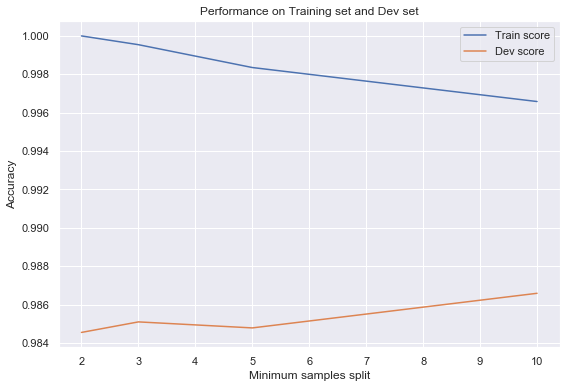 Performance on Training set and Dev set
Train score
Dev score
1.000
0.998
0.996
0.994
0.992
0.990
0.988
0.986
0.984
Accuracy
2 3 4 5 6 7 8 9 10
Minimum samples split